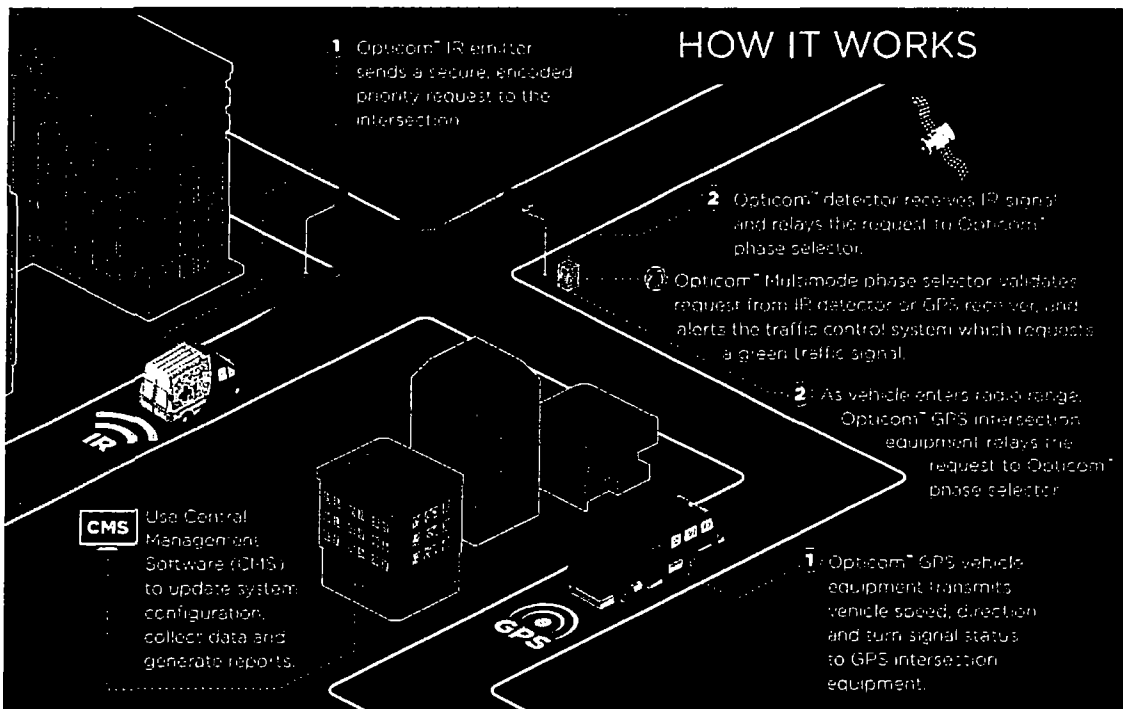 HOW IT WORKS
1 Opticom™ IR emitter
sends a secure, encoded
priority request to the
intersection
2 Opticom™ detector receives IR signal
and relays the request to Opticom™
phase selector.
Opticom™ Multimode phase selector validates
request from IR detector or GPS receiver, and
alerts the traffic control system which requests
a green traffic signal.
2 As vehicle enters radio range,
Opticom™ GPS intersection
equipment relays the
request to Opticom™
phase selector
IR
CMS
Use Central
Management
Software (CMS)
to update system
configuration,
collect data and
generate reports.
GPS
1 Opticom™ GPS vehicle
equipment transmits
vehicle speed, direction
and turn signal status
to GPS intersection
equipment.